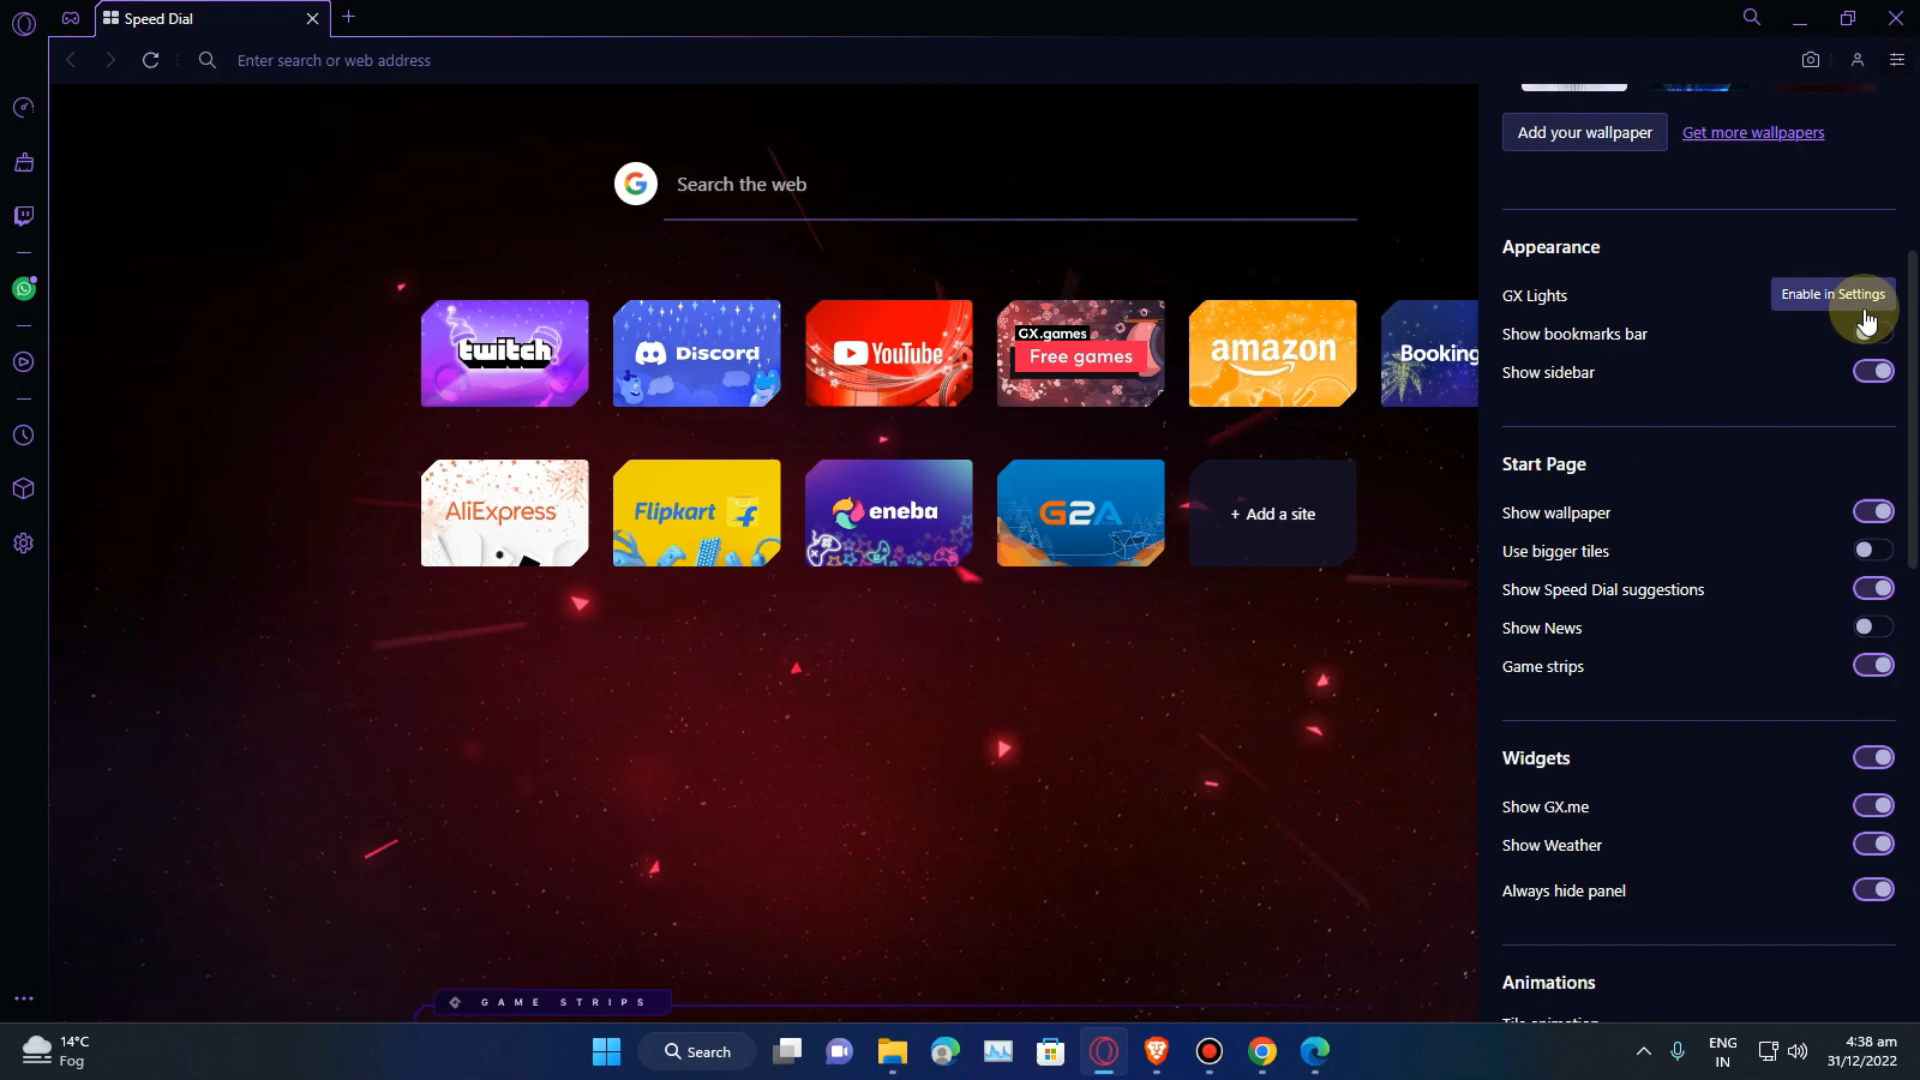 Speed Dial
Enter search or web address
Search the web
twitch
Discord
YouTube
GX.games
Free games
amazon
Booking
AliExpress
Flipkart
eneba
G2A
+ Add a site
GAME STRIPS
Add your wallpaper
Get more wallpapers
Appearance
GX Lights
Enable in Settings
Show bookmarks bar
Show sidebar
Start Page
Show wallpaper
Use bigger tiles
Show Speed Dial suggestions
Show News
Game strips
Widgets
Show GX.me
Show Weather
Always hide panel
Animations
Tile animation
14°C
Fog
Search
ENG
IN
4:38 am
31/12/2022